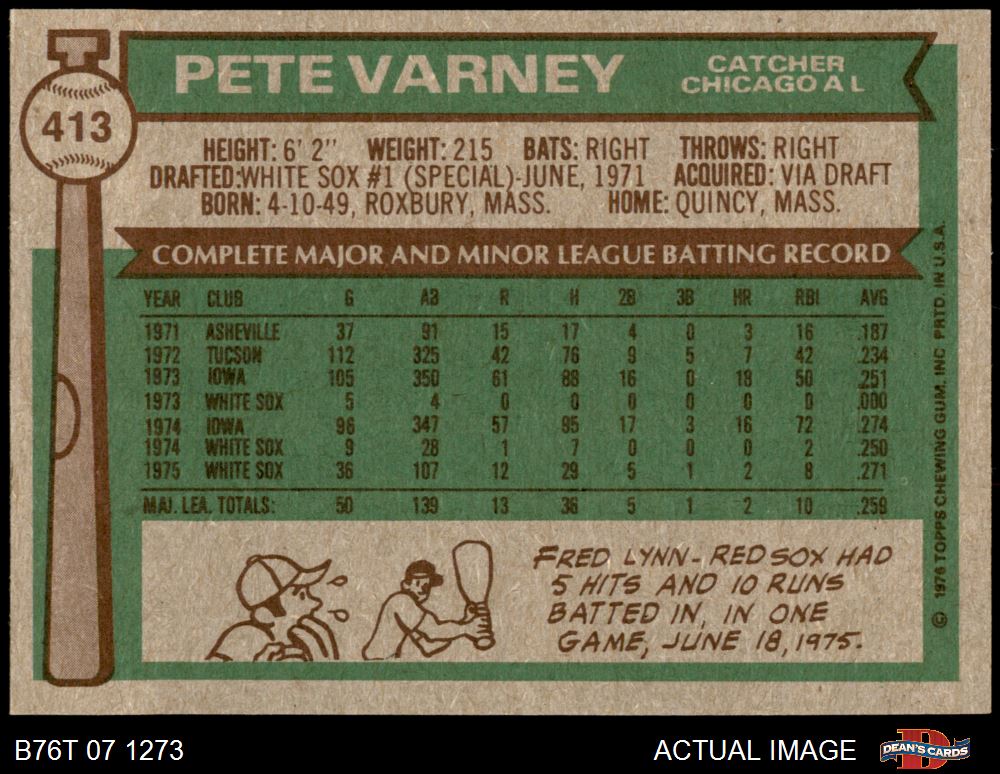 413
PETE VARNEY
CATCHER
CHICAGO A L
HEIGHT: 6' 2" WEIGHT: 215 BATS: RIGHT THROWS: RIGHT
DRAFTED: WHITE SOX #1 (SPECIAL)-JUNE, 1971 ACQUIRED: VIA DRAFT
BORN: 4-10-49, ROXBURY, MASS. HOME: QUINCY, MASS.
COMPLETE MAJOR AND MINOR LEAGUE BATTING RECORD
YEAR CLUB G AB R H 2B 3B HR RBI AVG
1971 ASHEVILLE 37 91 15 17 4 0 3 16 .187
1972 TUCSON 112 325 42 76 9 5 7 42 .234
1973 IOWA 105 350 61 88 16 0 18 50 .251
1973 WHITE SOX 5 4 0 0 0 0 0 0 .000
1974 IOWA 96 347 57 95 17 3 16 72 .274
1974 WHITE SOX 9 28 1 7 0 0 0 2 .250
1975 WHITE SOX 36 107 12 29 5 1 2 8 .271
MAJ. LEA. TOTALS: 50 139 13 36 5 1 2 10 .259
FRED LYNN- RED SOX HAD
5 HITS AND 10 RUNS
BATTED IN, IN ONE
GAME, JUNE 18, 1975.
© 1976 TOPPS CHEWING GUM, INC PRTD. IN U.S.A.
B76T 07 1273
ACTUAL IMAGE
DEAN'S CARDS